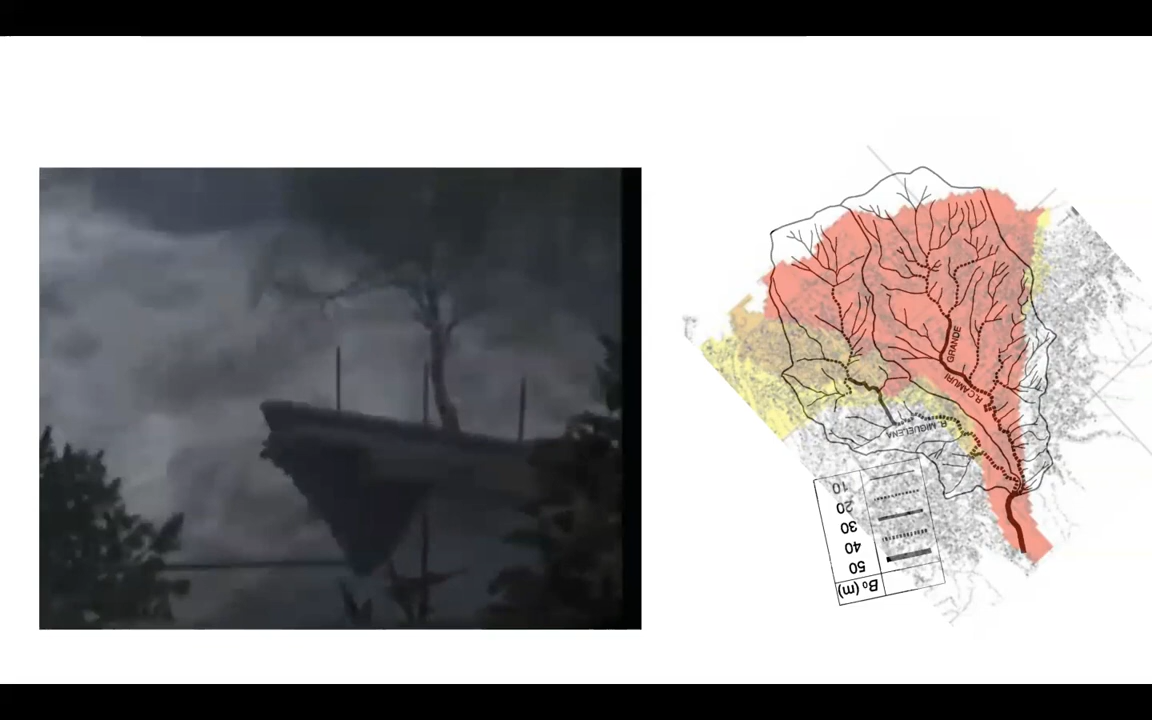 GRANDE
R. CAMURI
R. MIGUELENA
10
20
30
40
50
B₀ (m)